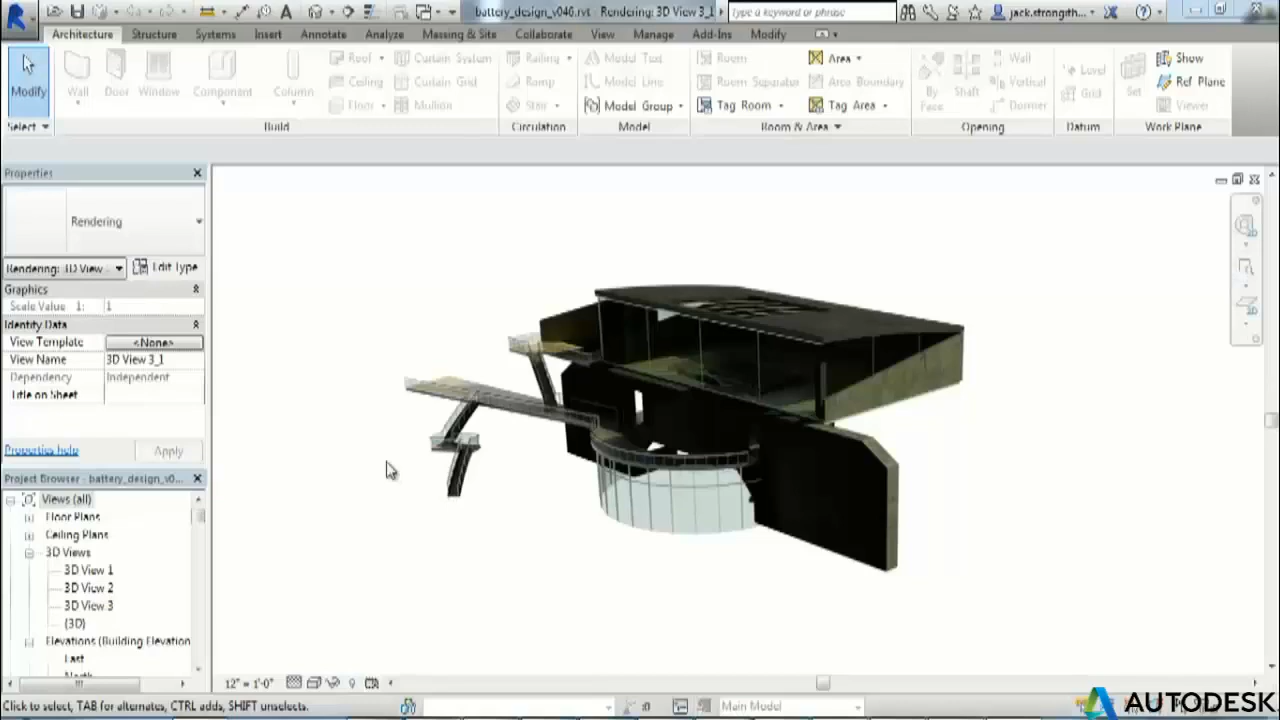 battery_design_v046.rvt - Rendering: 3D View 3_1
Type a keyword or phrase
jack.strongith...
Architecture Structure Systems Insert Annotate Analyze Massing & Site Collaborate View Manage Add-Ins Modify
Modify
Wall Door Window Component Column
Roof
Ceiling
Floor
Curtain System
Curtain Grid
Mullion
Railing
Ramp
Stair
Model Text
Model Line
Model Group
Room
Room Separator
Tag Room
Area
Area Boundary
Tag Area
By Face
Shaft
Wall
Vertical
Dormer
Level
Grid
Set
Show
Ref Plane
Viewer
Select Build Circulation Model Room & Area Opening Datum Work Plane
Properties
Rendering
Rendering: 3D View Edit Type
Graphics
Scale Value 1: 1
Identity Data
View Template <None>
View Name 3D View 3_1
Dependency Independent
Title on Sheet
Properties help Apply
Project Browser - battery_design_v0...
Views (all)
Floor Plans
Ceiling Plans
3D Views
3D View 1
3D View 2
3D View 3
{3D}
Elevations (Building Elevation
East
North
12" = 1'-0"
Click to select, TAB for alternates, CTRL adds, SHIFT unselects.
:0
Main Model
AUTODESK